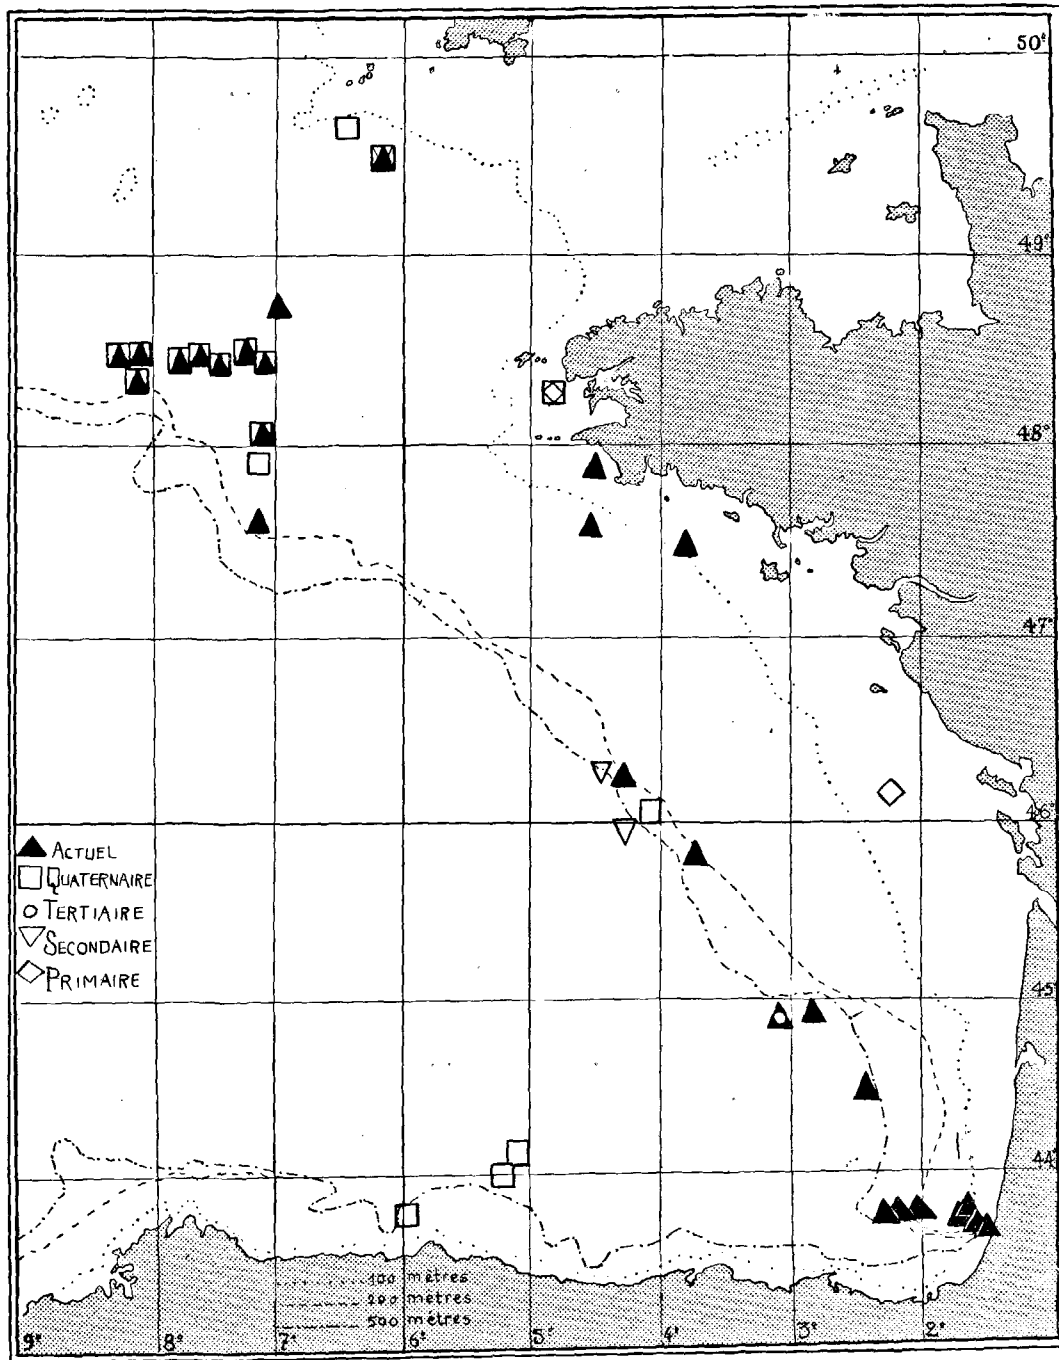 50°
49°
48°
47°
46°
ACTUEL
QUATERNAIRE
TERTIAIRE
SECONDAIRE
PRIMAIRE
45°
44°
100 mètres
200 mètres
500 mètres
9° 8° 7° 6° 5° 4° 3° 2°